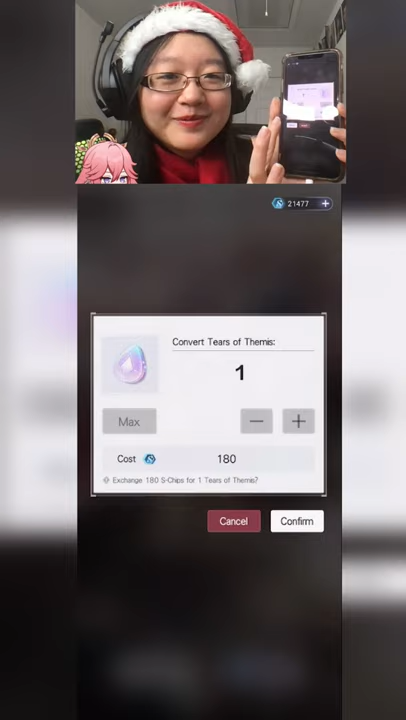 21477 +
Convert Tears of Themis:
1
Max
Cost 180
Exchange 180 S-Chips for 1 Tears of Themis?
Cancel Confirm